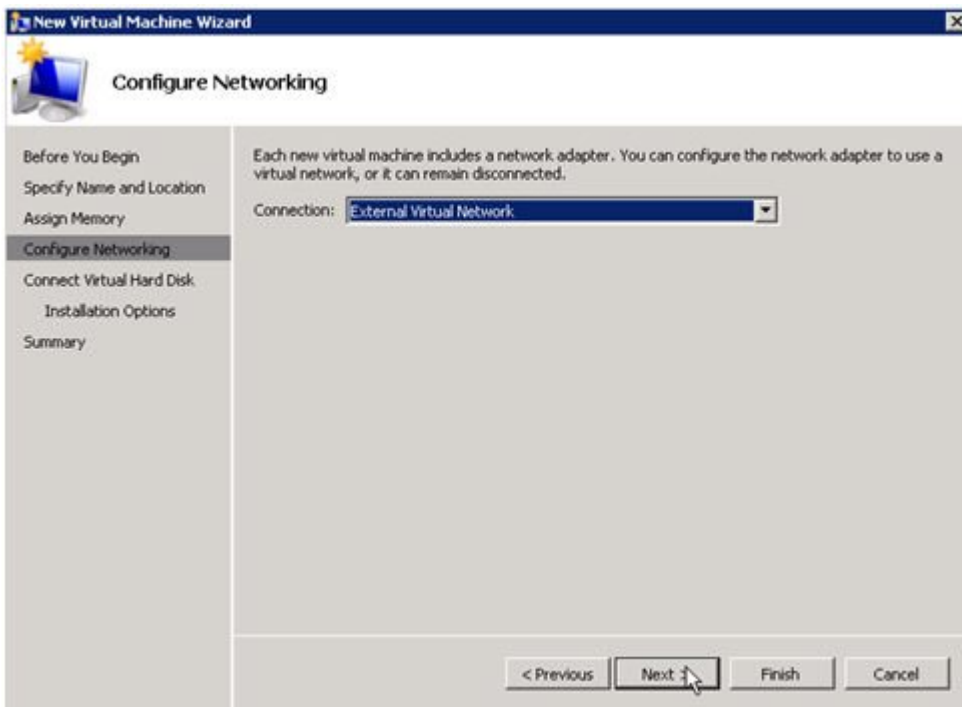 New Virtual Machine Wizard
Configure Networking
Before You Begin
Specify Name and Location
Assign Memory
Configure Networking
Connect Virtual Hard Disk
Installation Options
Summary
Each new virtual machine includes a network adapter. You can configure the network adapter to use a
virtual network, or it can remain disconnected.
Connection: External Virtual Network
< Previous Next > Finish Cancel